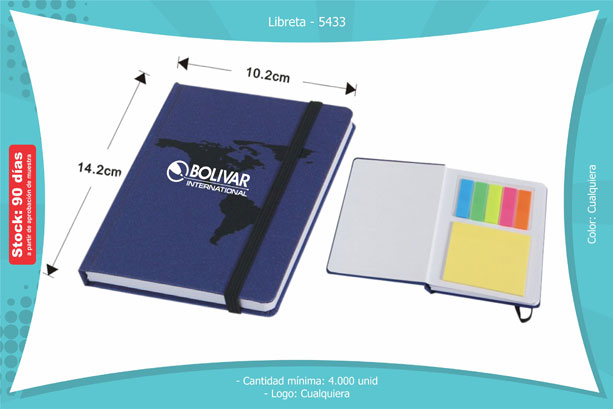 Libreta - 5433
10.2cm
14.2cm
BOLIVAR
INTERNATIONAL
Stock: 90 días
a partir de aprobación de muestra
Color: Cualquiera
- Cantidad mínima: 4.000 unid
- Logo: Cualquiera